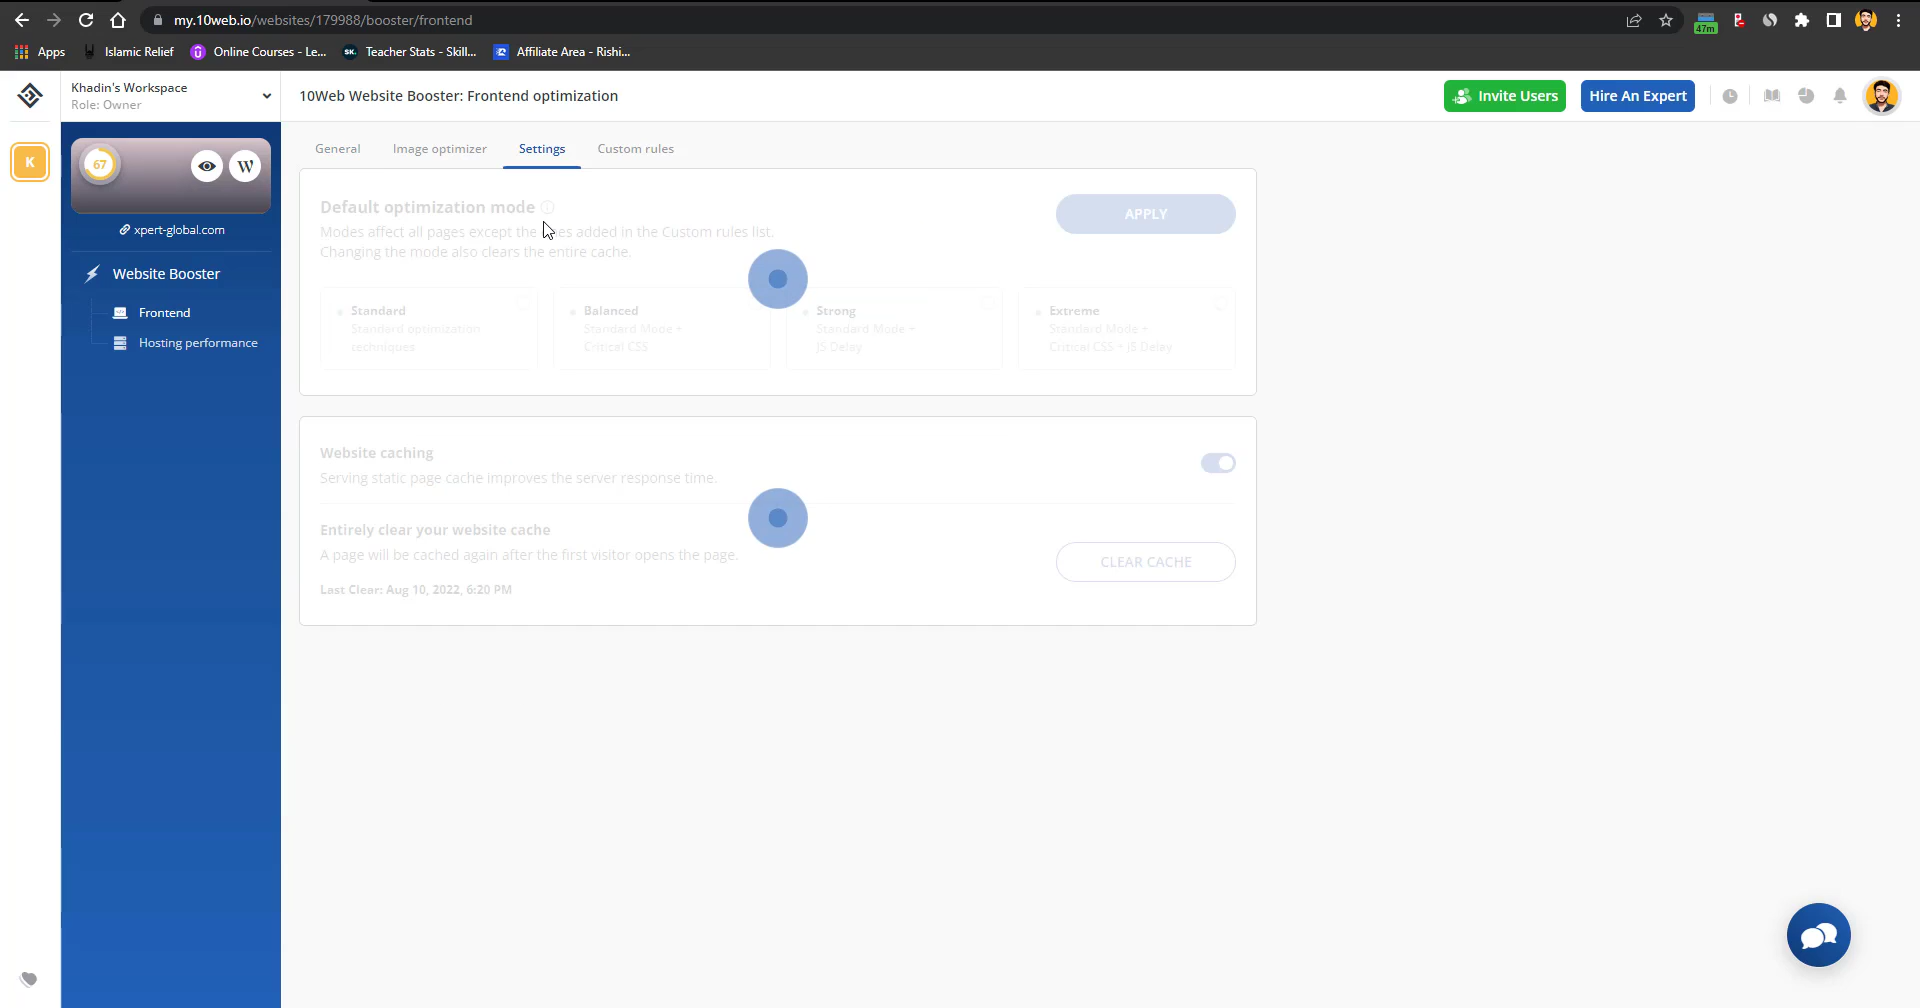 my.10web.io/websites/179988/booster/frontend
47m
Apps
Islamic Relief
Online Courses - Le...
SK.
Teacher Stats - Skill...
Affiliate Area - Rishi...
Khadin's Workspace
Role: Owner
10Web Website Booster: Frontend optimization
Invite Users
Hire An Expert
K
67
W
xpert-global.com
Website Booster
Frontend
Hosting performance
General
Image optimizer
Settings
Custom rules
Default optimization mode
Modes affect all pages except the ones added in the Custom rules list.
Changing the mode also clears the entire cache.
APPLY
Standard
Standard optimization
techniques
Balanced
Standard Mode +
Critical CSS
Strong
Standard Mode +
JS Delay
Extreme
Standard Mode +
Critical CSS + JS Delay
Website caching
Serving static page cache improves the server response time.
Entirely clear your website cache
A page will be cached again after the first visitor opens the page.
Last Clear: Aug 10, 2022, 6:20 PM
CLEAR CACHE